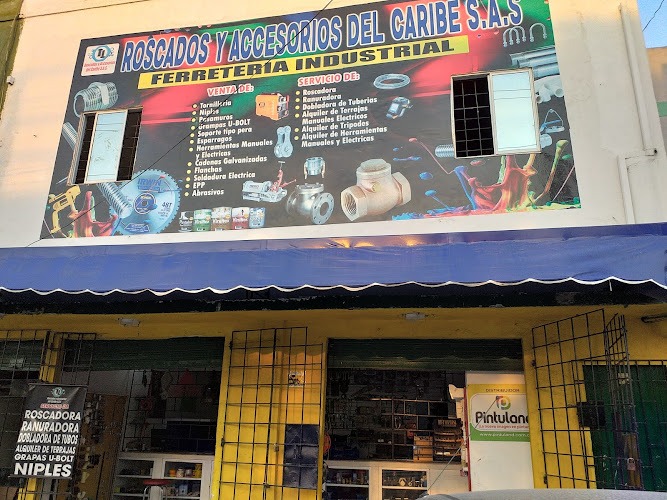 ROSCADOS Y ACCESORIOS DEL CARIBE S.A.S
FERRETERÍA INDUSTRIAL
VENTA DE:
Tornillería
Niples
Pasamuros
Grampas U-BOLT
Soporte tipo pera
Esparragos
Herramientas Manuales
y Electricas
Cadenas Galvanizadas
Flanchas
Soldadura Electrica
EPP
Abrasivos
SERVICIO DE:
Roscadora
Ranuradora
Dobladora de Tuberias
Alquiler de Terrajas
Manuales Electricos
Alquiler de Tripodes
Alquiler de Herramientas
Manuales y Electricas
ROSCADORA
RANURADORA
DOBLADORA DE TUBOS
ALQUILER DE TERRAJAS
GRAPAS U-BOLT
NIPLES
DISTRIBUIDOR
Pintuland